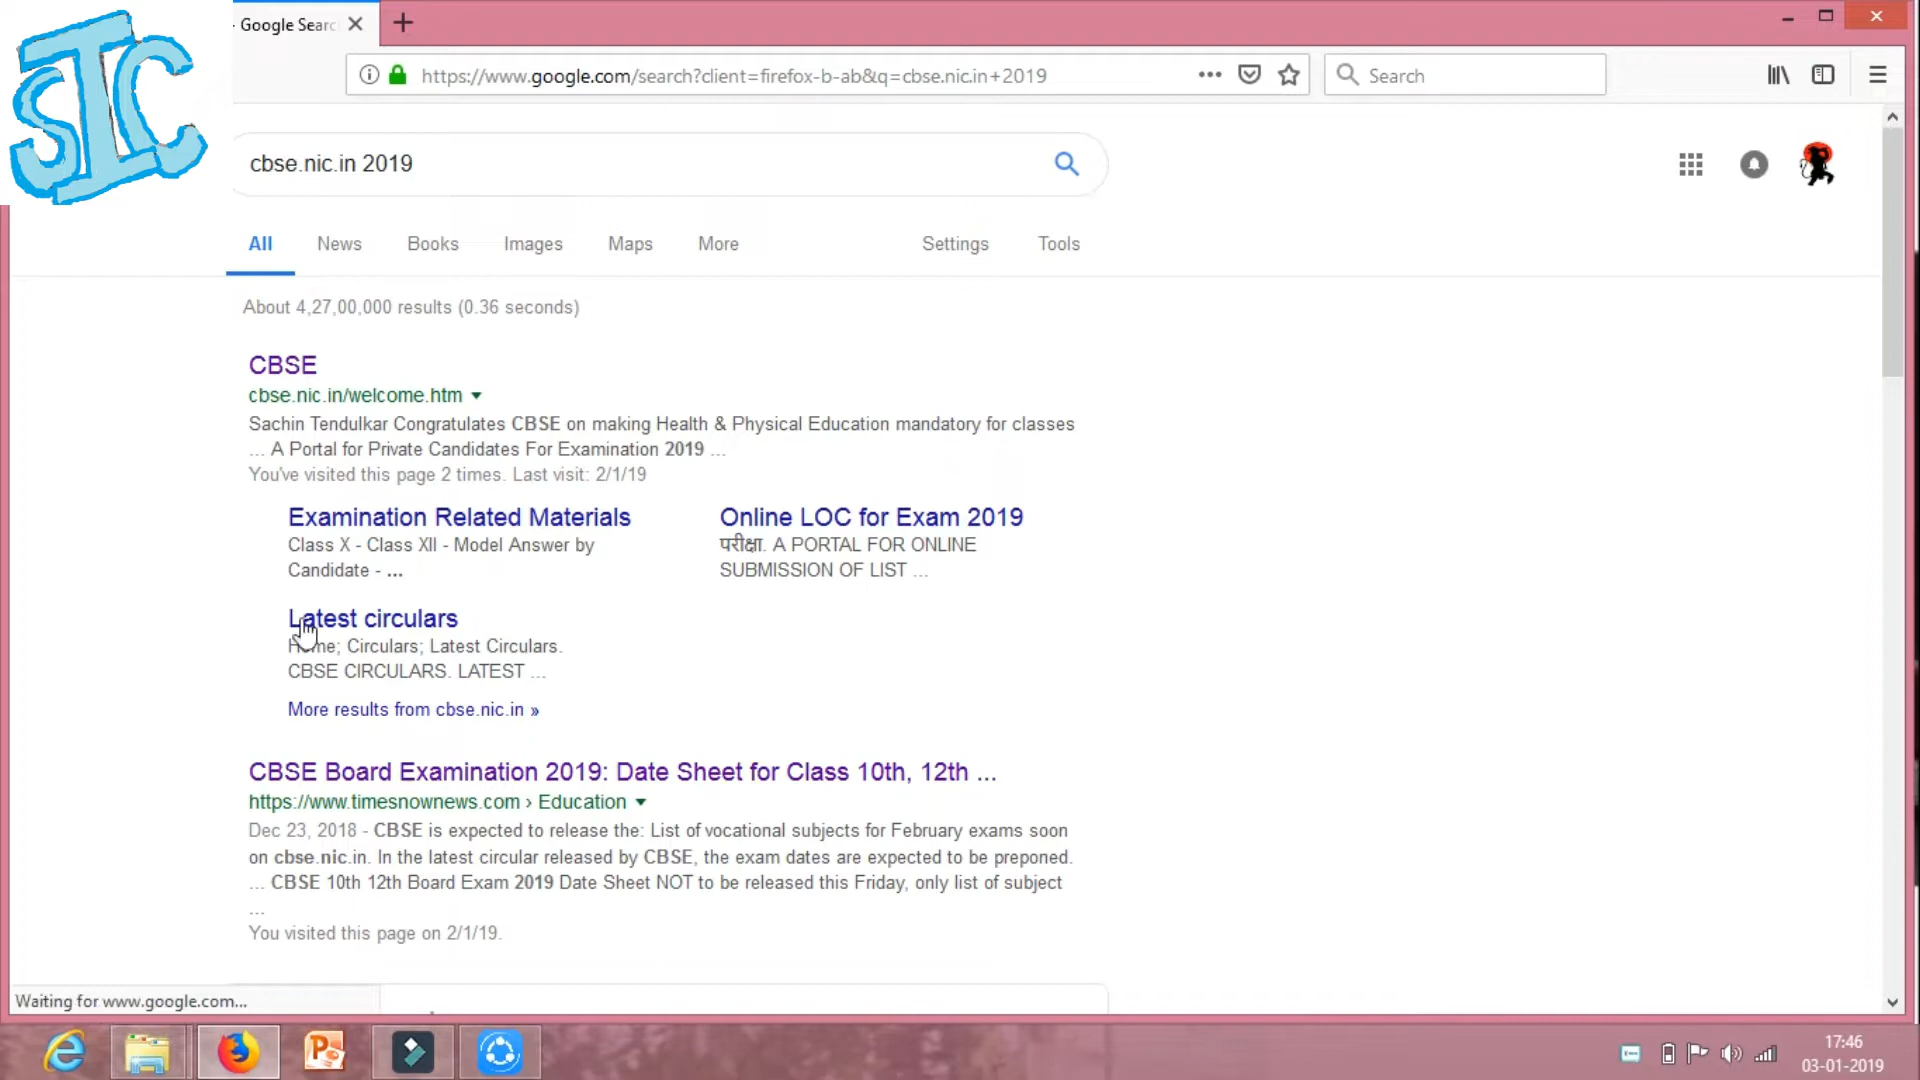 SIC
- Google Search
https://www.google.com/search?client=firefox-b-ab&q=cbse.nic.in+2019
Search
cbse.nic.in 2019
All News Books Images Maps More Settings Tools
About 4,27,00,000 results (0.36 seconds)
CBSE
cbse.nic.in/welcome.htm
Sachin Tendulkar Congratulates CBSE on making Health & Physical Education mandatory for classes
... A Portal for Private Candidates For Examination 2019 ...
You've visited this page 2 times. Last visit: 2/1/19
Examination Related Materials
Class X - Class XII - Model Answer by
Candidate - ...
Online LOC for Exam 2019
परीक्षा. A PORTAL FOR ONLINE
SUBMISSION OF LIST ...
Latest circulars
Home; Circulars; Latest Circulars.
CBSE CIRCULARS. LATEST ...
More results from cbse.nic.in »
CBSE Board Examination 2019: Date Sheet for Class 10th, 12th ...
https://www.timesnownews.com › Education
Dec 23, 2018 - CBSE is expected to release the: List of vocational subjects for February exams soon
on cbse.nic.in. In the latest circular released by CBSE, the exam dates are expected to be preponed.
... CBSE 10th 12th Board Exam 2019 Date Sheet NOT to be released this Friday, only list of subject
...
You visited this page on 2/1/19.
Waiting for www.google.com...
17:46
03-01-2019